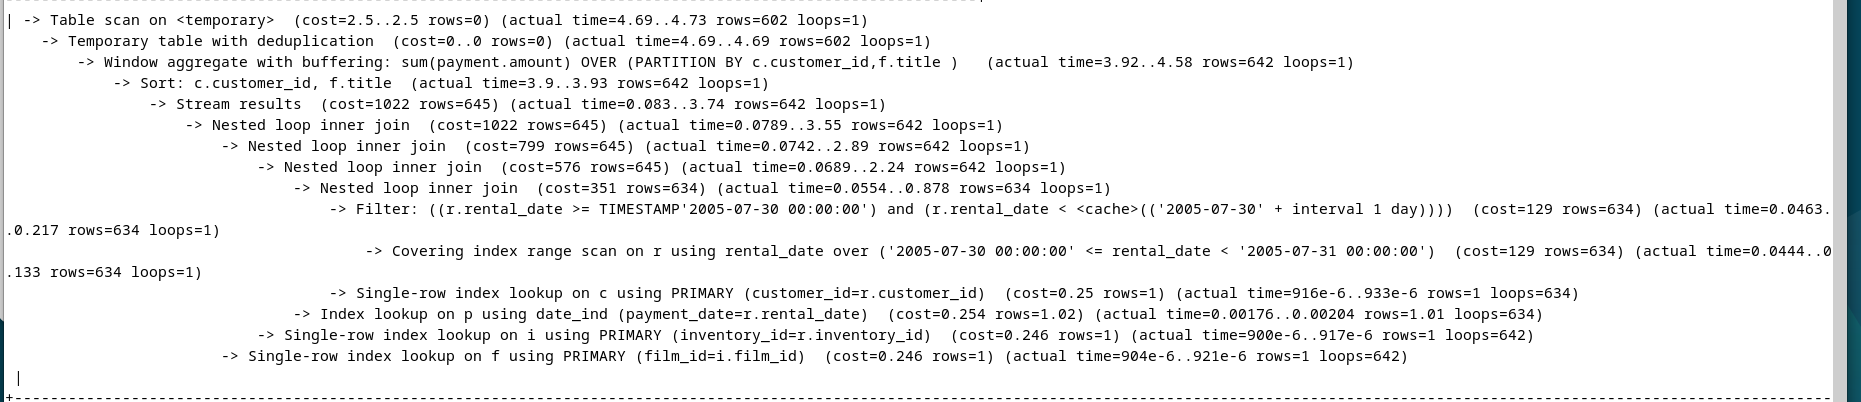 | -> Table scan on <temporary>  (cost=2.5..2.5 rows=0) (actual time=4.69..4.73 rows=602 loops=1)
    -> Temporary table with deduplication  (cost=0..0 rows=0) (actual time=4.69..4.69 rows=602 loops=1)
        -> Window aggregate with buffering: sum(payment.amount) OVER (PARTITION BY c.customer_id,f.title )   (actual time=3.92..4.58 rows=642 loops=1)
            -> Sort: c.customer_id, f.title  (actual time=3.9..3.93 rows=642 loops=1)
                -> Stream results  (cost=1022 rows=645) (actual time=0.083..3.74 rows=642 loops=1)
                    -> Nested loop inner join  (cost=1022 rows=645) (actual time=0.0789..3.55 rows=642 loops=1)
                        -> Nested loop inner join  (cost=799 rows=645) (actual time=0.0742..2.89 rows=642 loops=1)
                            -> Nested loop inner join  (cost=576 rows=645) (actual time=0.0689..2.24 rows=642 loops=1)
                                -> Nested loop inner join  (cost=351 rows=634) (actual time=0.0554..0.878 rows=634 loops=1)
                                    -> Filter: ((r.rental_date >= TIMESTAMP'2005-07-30 00:00:00') and (r.rental_date < <cache>(('2005-07-30' + interval 1 day))))  (cost=129 rows=634) (actual time=0.0463.
.0.217 rows=634 loops=1)
                                        -> Covering index range scan on r using rental_date over ('2005-07-30 00:00:00' <= rental_date < '2005-07-31 00:00:00')  (cost=129 rows=634) (actual time=0.0444..0
.133 rows=634 loops=1)
                                    -> Single-row index lookup on c using PRIMARY (customer_id=r.customer_id)  (cost=0.25 rows=1) (actual time=916e-6..933e-6 rows=1 loops=634)
                                -> Index lookup on p using date_ind (payment_date=r.rental_date)  (cost=0.254 rows=1.02) (actual time=0.00176..0.00204 rows=1.01 loops=634)
                            -> Single-row index lookup on i using PRIMARY (inventory_id=r.inventory_id)  (cost=0.246 rows=1) (actual time=900e-6..917e-6 rows=1 loops=642)
                        -> Single-row index lookup on f using PRIMARY (film_id=i.film_id)  (cost=0.246 rows=1) (actual time=904e-6..921e-6 rows=1 loops=642)
 |